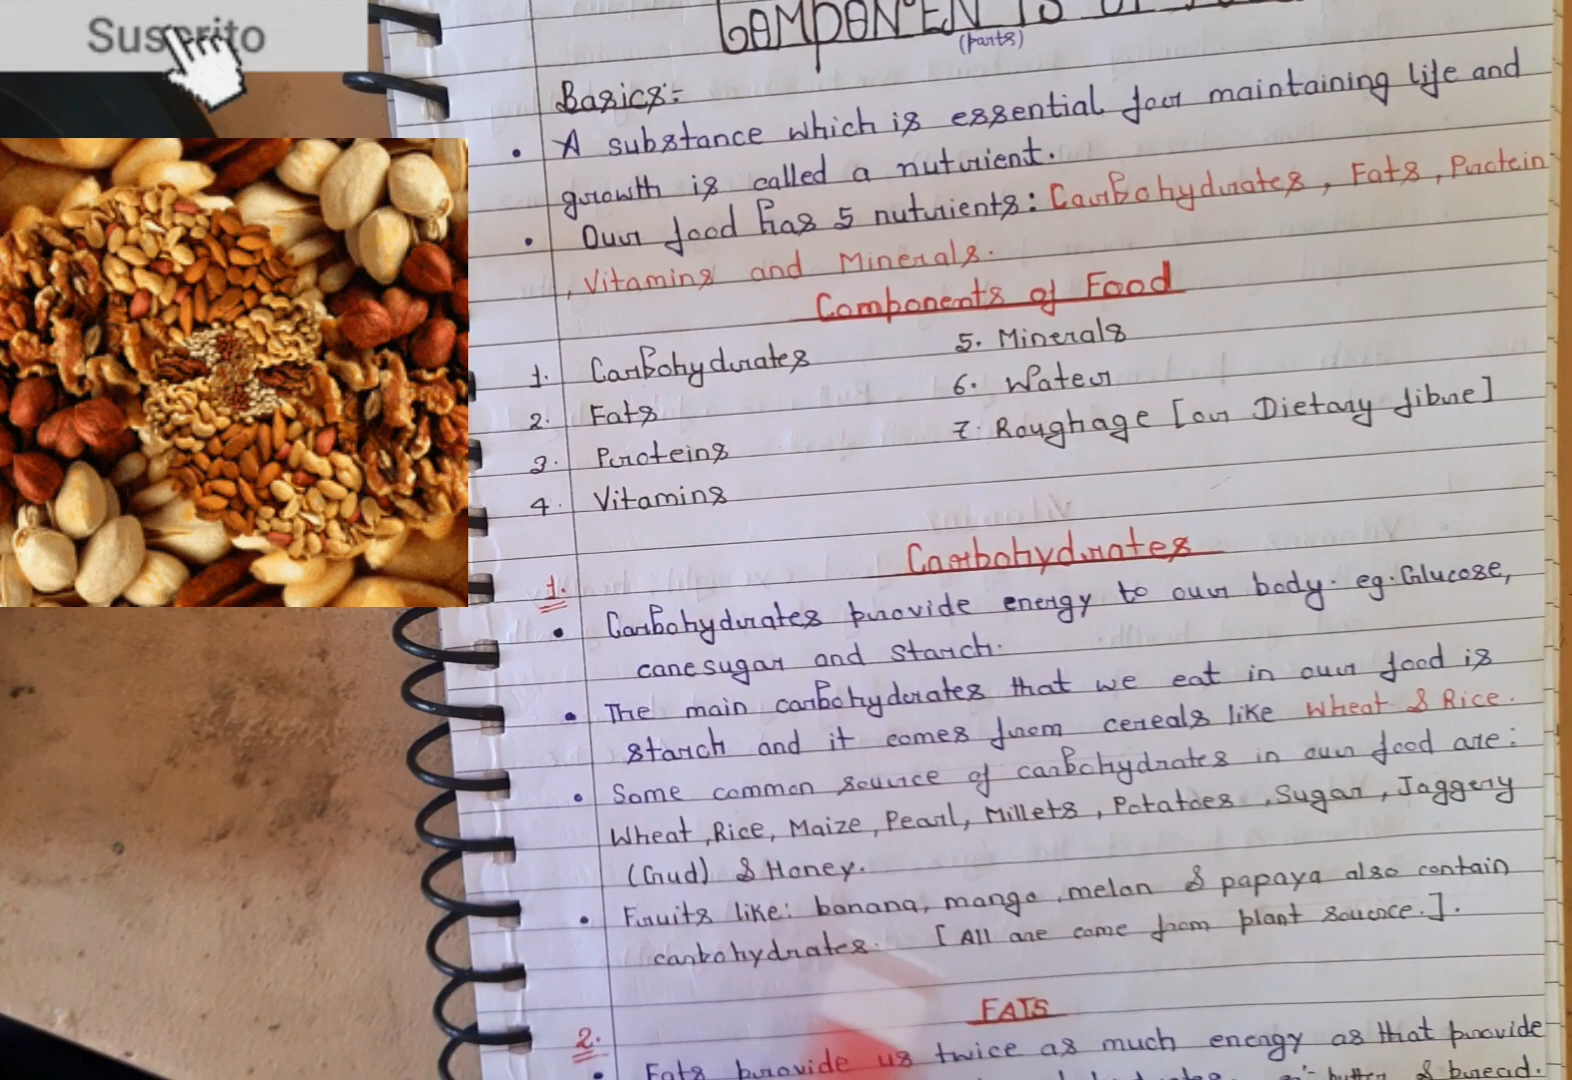 Suscrito
COMPONENTS OF
(parts)
Basics:-
• A substance which is essential for maintaining life and
growth is called a nutrient.
• Our food has 5 nutrients: Carbohydrates, Fats, Protein
, Vitamins and Minerals.
Components of Food
1. Carbohydrates
2. Fats
3. Proteins
4. Vitamins
5. Minerals
6. Water
7. Roughage [or Dietary fibre]
1. Carbohydrates
• Carbohydrates provide energy to our body. eg. Glucose,
canesugar and starch.
• The main carbohydrates that we eat in our food is
starch and it comes from cereals like Wheat & Rice.
• Some common source of carbohydrates in our food are:
Wheat, Rice, Maize, Pearl, Millets, Potatoes, Sugar, Jaggery
(Gud) & Honey.
• Fruits like: banana, mango, melon & papaya also contain
carbohydrates. [All are come from plant source.].
2. FATS
• Fats provide us twice as much energy as that provide
butter & bread.